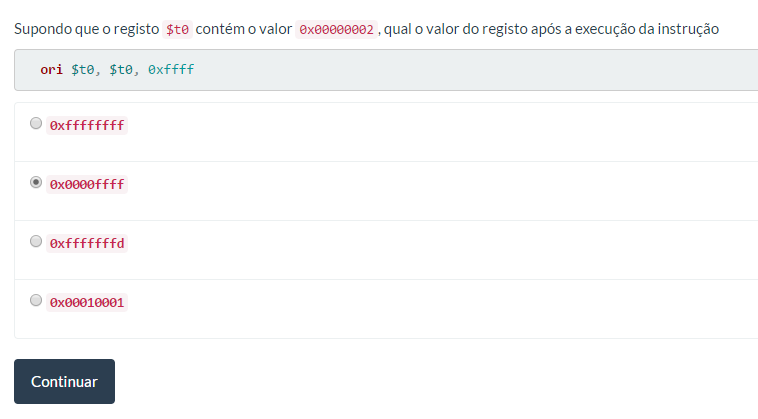 Supondo que o registo $t0 contém o valor 0x00000002, qual o valor do registo após a execução da instrução
ori $t0, $t0, 0xffff
0xffffffff
0x0000ffff
0xfffffffd
0x00010001
Continuar